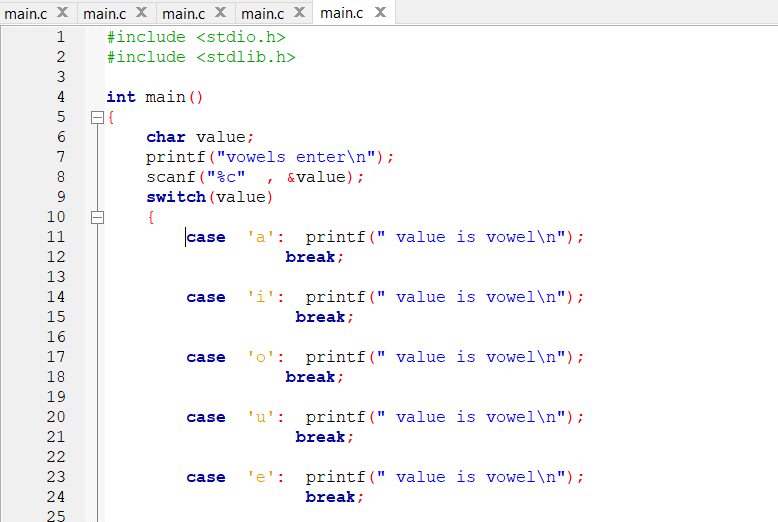 main.c X main.c X main.c X main.c X main.c X
1 #include <stdio.h>
2 #include <stdlib.h>
3
4 int main()
5 {
6 char value;
7 printf("vowels enter\n");
8 scanf("%c" , &value);
9 switch(value)
10 {
11 case 'a': printf(" value is vowel\n");
12 break;
13
14 case 'i': printf(" value is vowel\n");
15 break;
16
17 case 'o': printf(" value is vowel\n");
18 break;
19
20 case 'u': printf(" value is vowel\n");
21 break;
22
23 case 'e': printf(" value is vowel\n");
24 break;
25